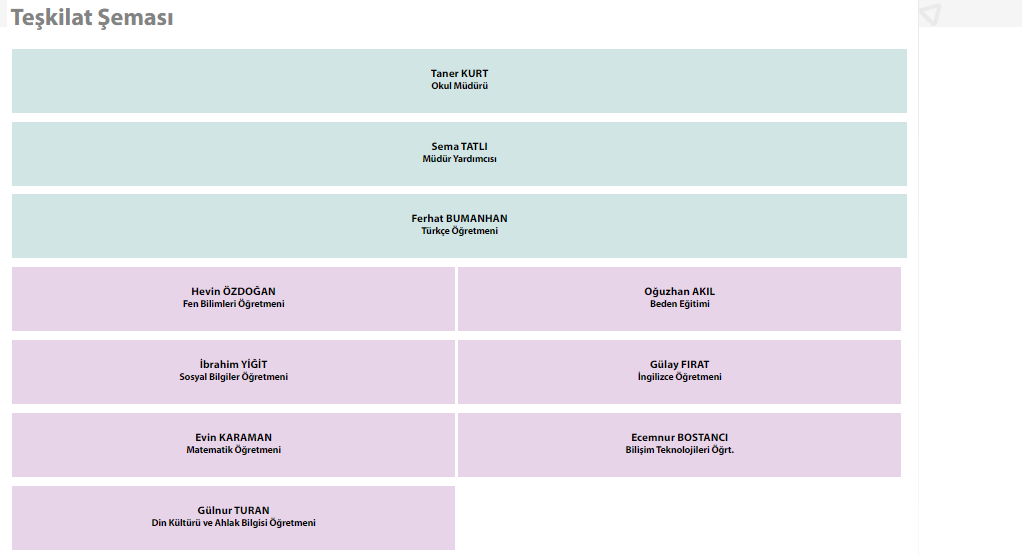 Teşkilat Şeması
Taner KURT
Okul Müdürü
Sema TATLI
Müdür Yardımcısı
Ferhat BUMANHAN
Türkçe Öğretmeni
Hevin ÖZDOĞAN
Fen Bilimleri Öğretmeni
Oğuzhan AKIL
Beden Eğitimi
İbrahim YİĞİT
Sosyal Bilgiler Öğretmeni
Gülay FIRAT
İngilizce Öğretmeni
Evin KARAMAN
Matematik Öğretmeni
Ecemnur BOSTANCI
Bilişim Teknolojileri Öğrt.
Gülnur TURAN
Din Kültürü ve Ahlak Bilgisi Öğretmeni